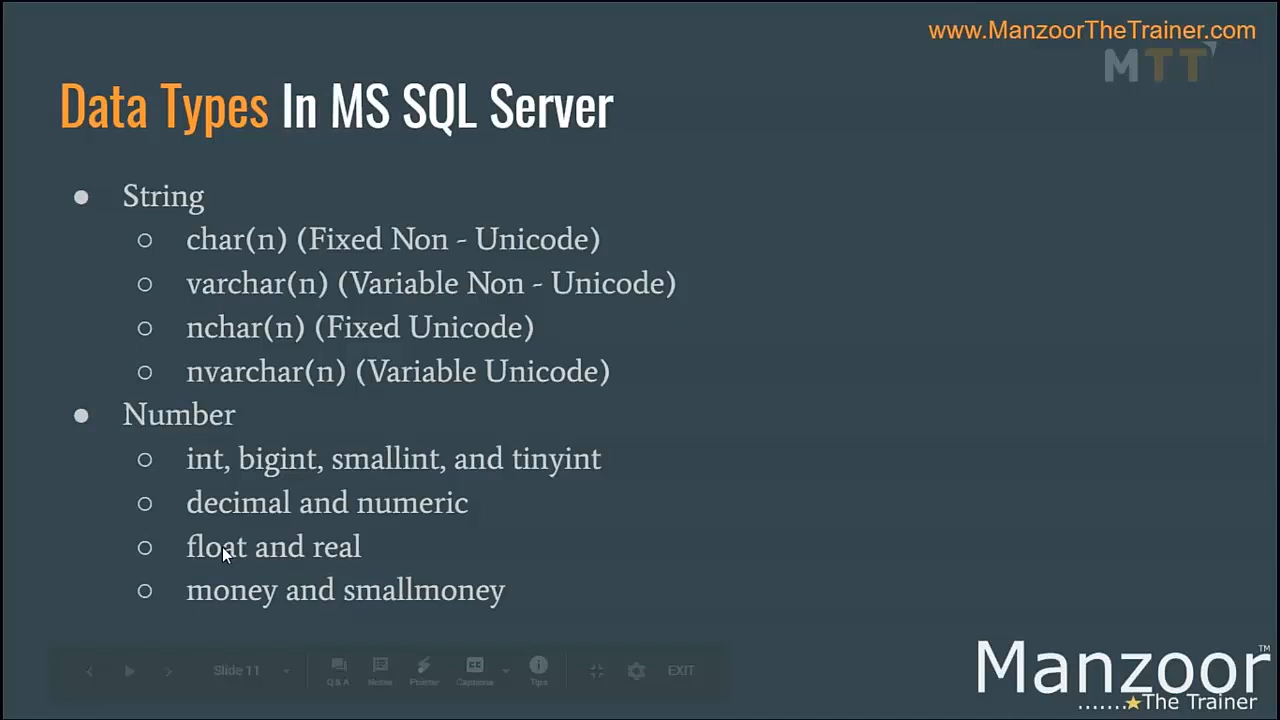 www.ManzoorTheTrainer.com
MTT
Data Types In MS SQL Server
● String
○ char(n) (Fixed Non - Unicode)
○ varchar(n) (Variable Non - Unicode)
○ nchar(n) (Fixed Unicode)
○ nvarchar(n) (Variable Unicode)
● Number
○ int, bigint, smallint, and tinyint
○ decimal and numeric
○ float and real
○ money and smallmoney
Slide 11 Q & A Notes Pointer CC Captions Tips EXIT
Manzoor™
.......★The Trainer